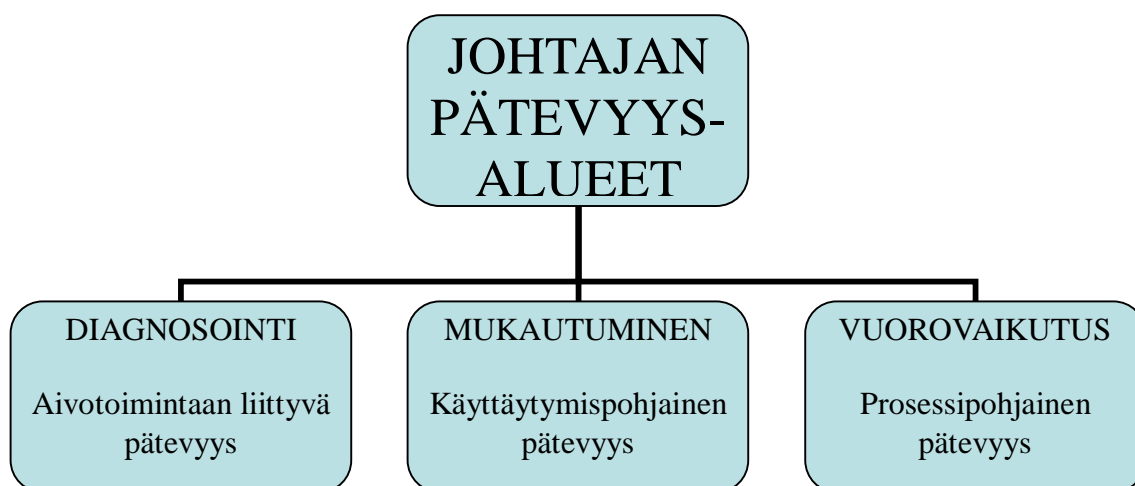 JOHTAJAN
PÄTEVYYS-
ALUEET
DIAGNOSOINTI
Aivotoimintaan liittyvä
pätevyys
MUKAUTUMINEN
Käyttäytymispohjainen
pätevyys
VUOROVAIKUTUS
Prosessipohjainen
pätevyys